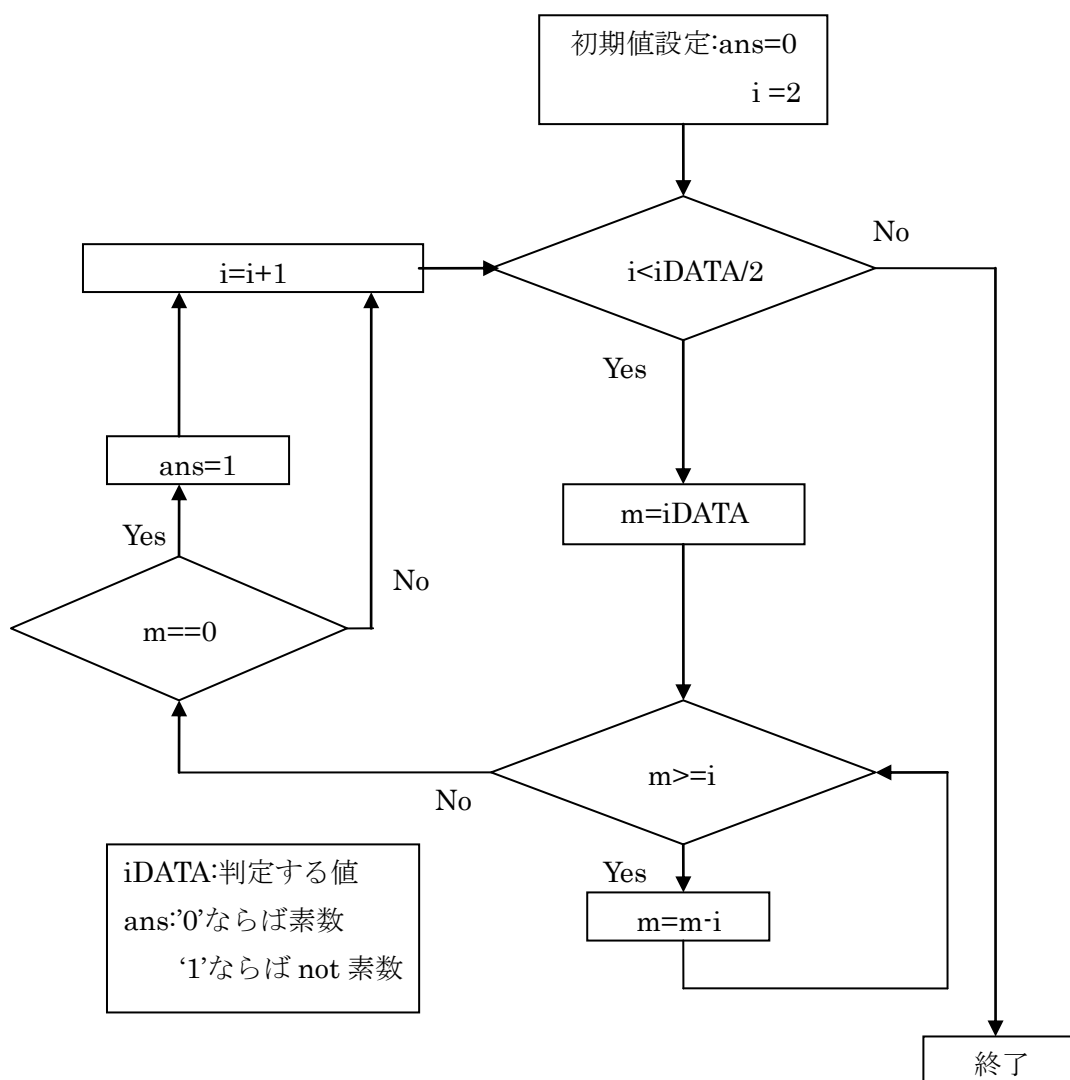 初期値設定:ans=0
i =2
i<iDATA/2
No
Yes
i=i+1
ans=1
Yes
No
m==0
m=iDATA
m>=i
No
Yes
m=m-i
iDATA:判定する値
ans:’0’ならば素数
‘1’ならば not 素数
終了